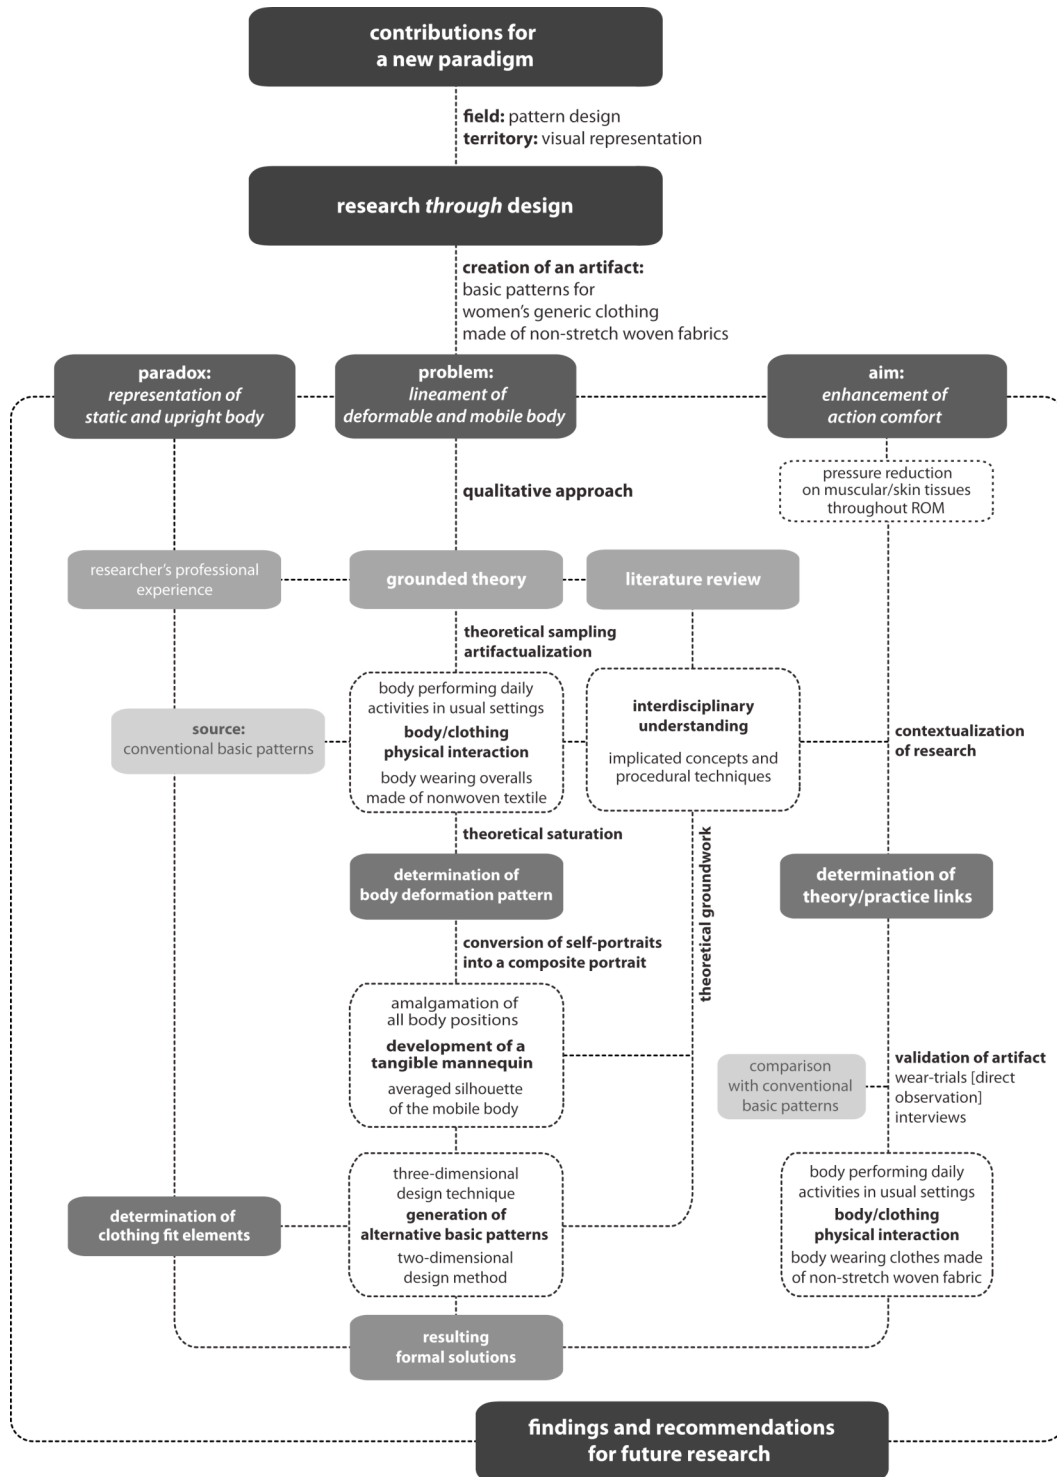 contributions for
a new paradigm
field: pattern design
territory: visual representation
research through design
creation of an artifact:
basic patterns for
women's generic clothing
made of non-stretch woven fabrics
paradox:
representation of
static and upright body
problem:
lineament of
deformable and mobile body
aim:
enhancement of
action comfort
qualitative approach
pressure reduction
on muscular/skin tissues
throughout ROM
researcher's professional
experience
grounded theory
literature review
theoretical sampling
artifactualization
body performing daily
activities in usual settings
body/clothing
physical interaction
body wearing overalls
made of nonwoven textile
source:
conventional basic patterns
interdisciplinary
understanding
implicated concepts and
procedural techniques
contextualization
of research
theoretical saturation
theoretical groundwork
determination of
body deformation pattern
determination of
theory/practice links
conversion of self-portraits
into a composite portrait
amalgamation of
all body positions
development of a
tangible mannequin
averaged silhouette
of the mobile body
comparison
with conventional
basic patterns
validation of artifact
wear-trials [direct
observation]
interviews
three-dimensional
design technique
generation of
alternative basic patterns
two-dimensional
design method
determination of
clothing fit elements
body performing daily
activities in usual settings
body/clothing
physical interaction
body wearing clothes made
of non-stretch woven fabric
resulting
formal solutions
findings and recommendations
for future research